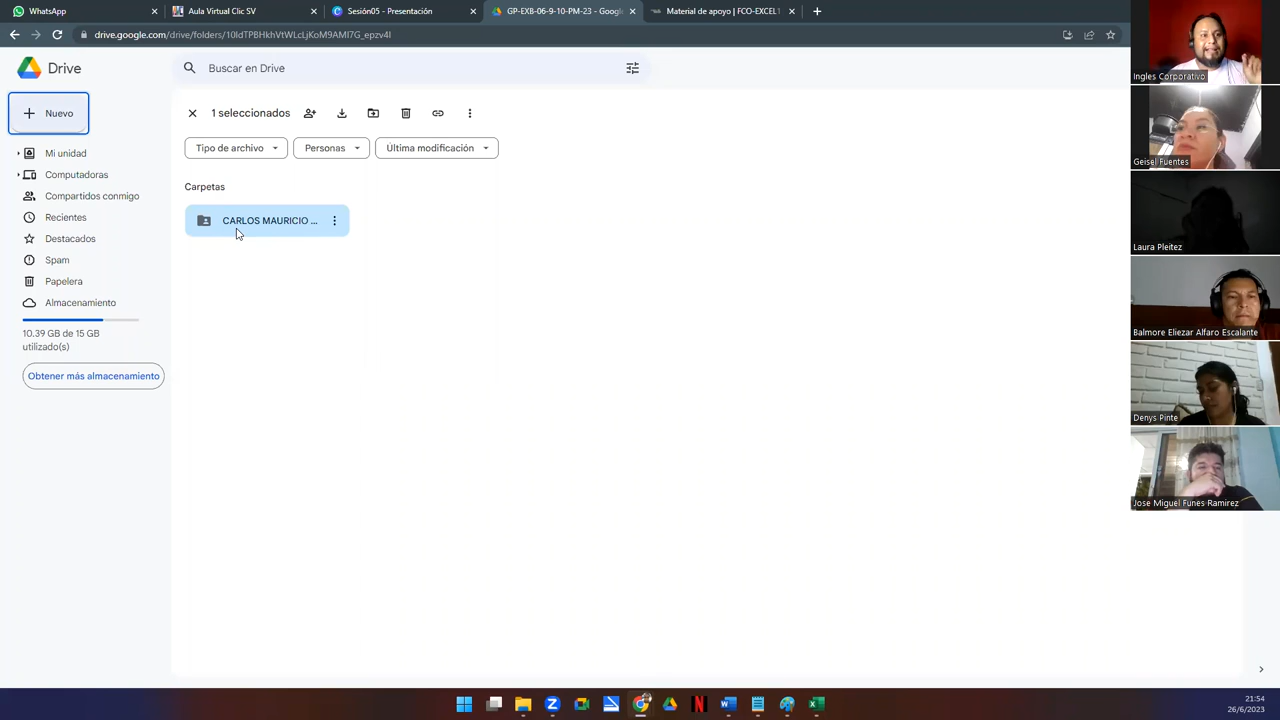 WhatsApp
Aula Virtual Clic SV
Sesión05 - Presentación
GP-EXB-06-9-10-PM-23 - Googl
Material de apoyo | FCO-EXCEL1
drive.google.com/drive/folders/10IdTPBHkhVtWLcLjKoM9AMI7G_epzv4I
Drive
Buscar en Drive
Nuevo
1 seleccionados
Tipo de archivo
Personas
Última modificación
Mi unidad
Computadoras
Compartidos conmigo
Recientes
Destacados
Spam
Papelera
Almacenamiento
10.39 GB de 15 GB
utilizado(s)
Obtener más almacenamiento
Carpetas
CARLOS MAURICIO ...
Ingles Corporativo
Geisel Fuentes
Laura Pleitez
Balmore Eliezar Alfaro Escalante
Denys Pinte
Jose Miguel Funes Ramirez
21:54
26/6/2023